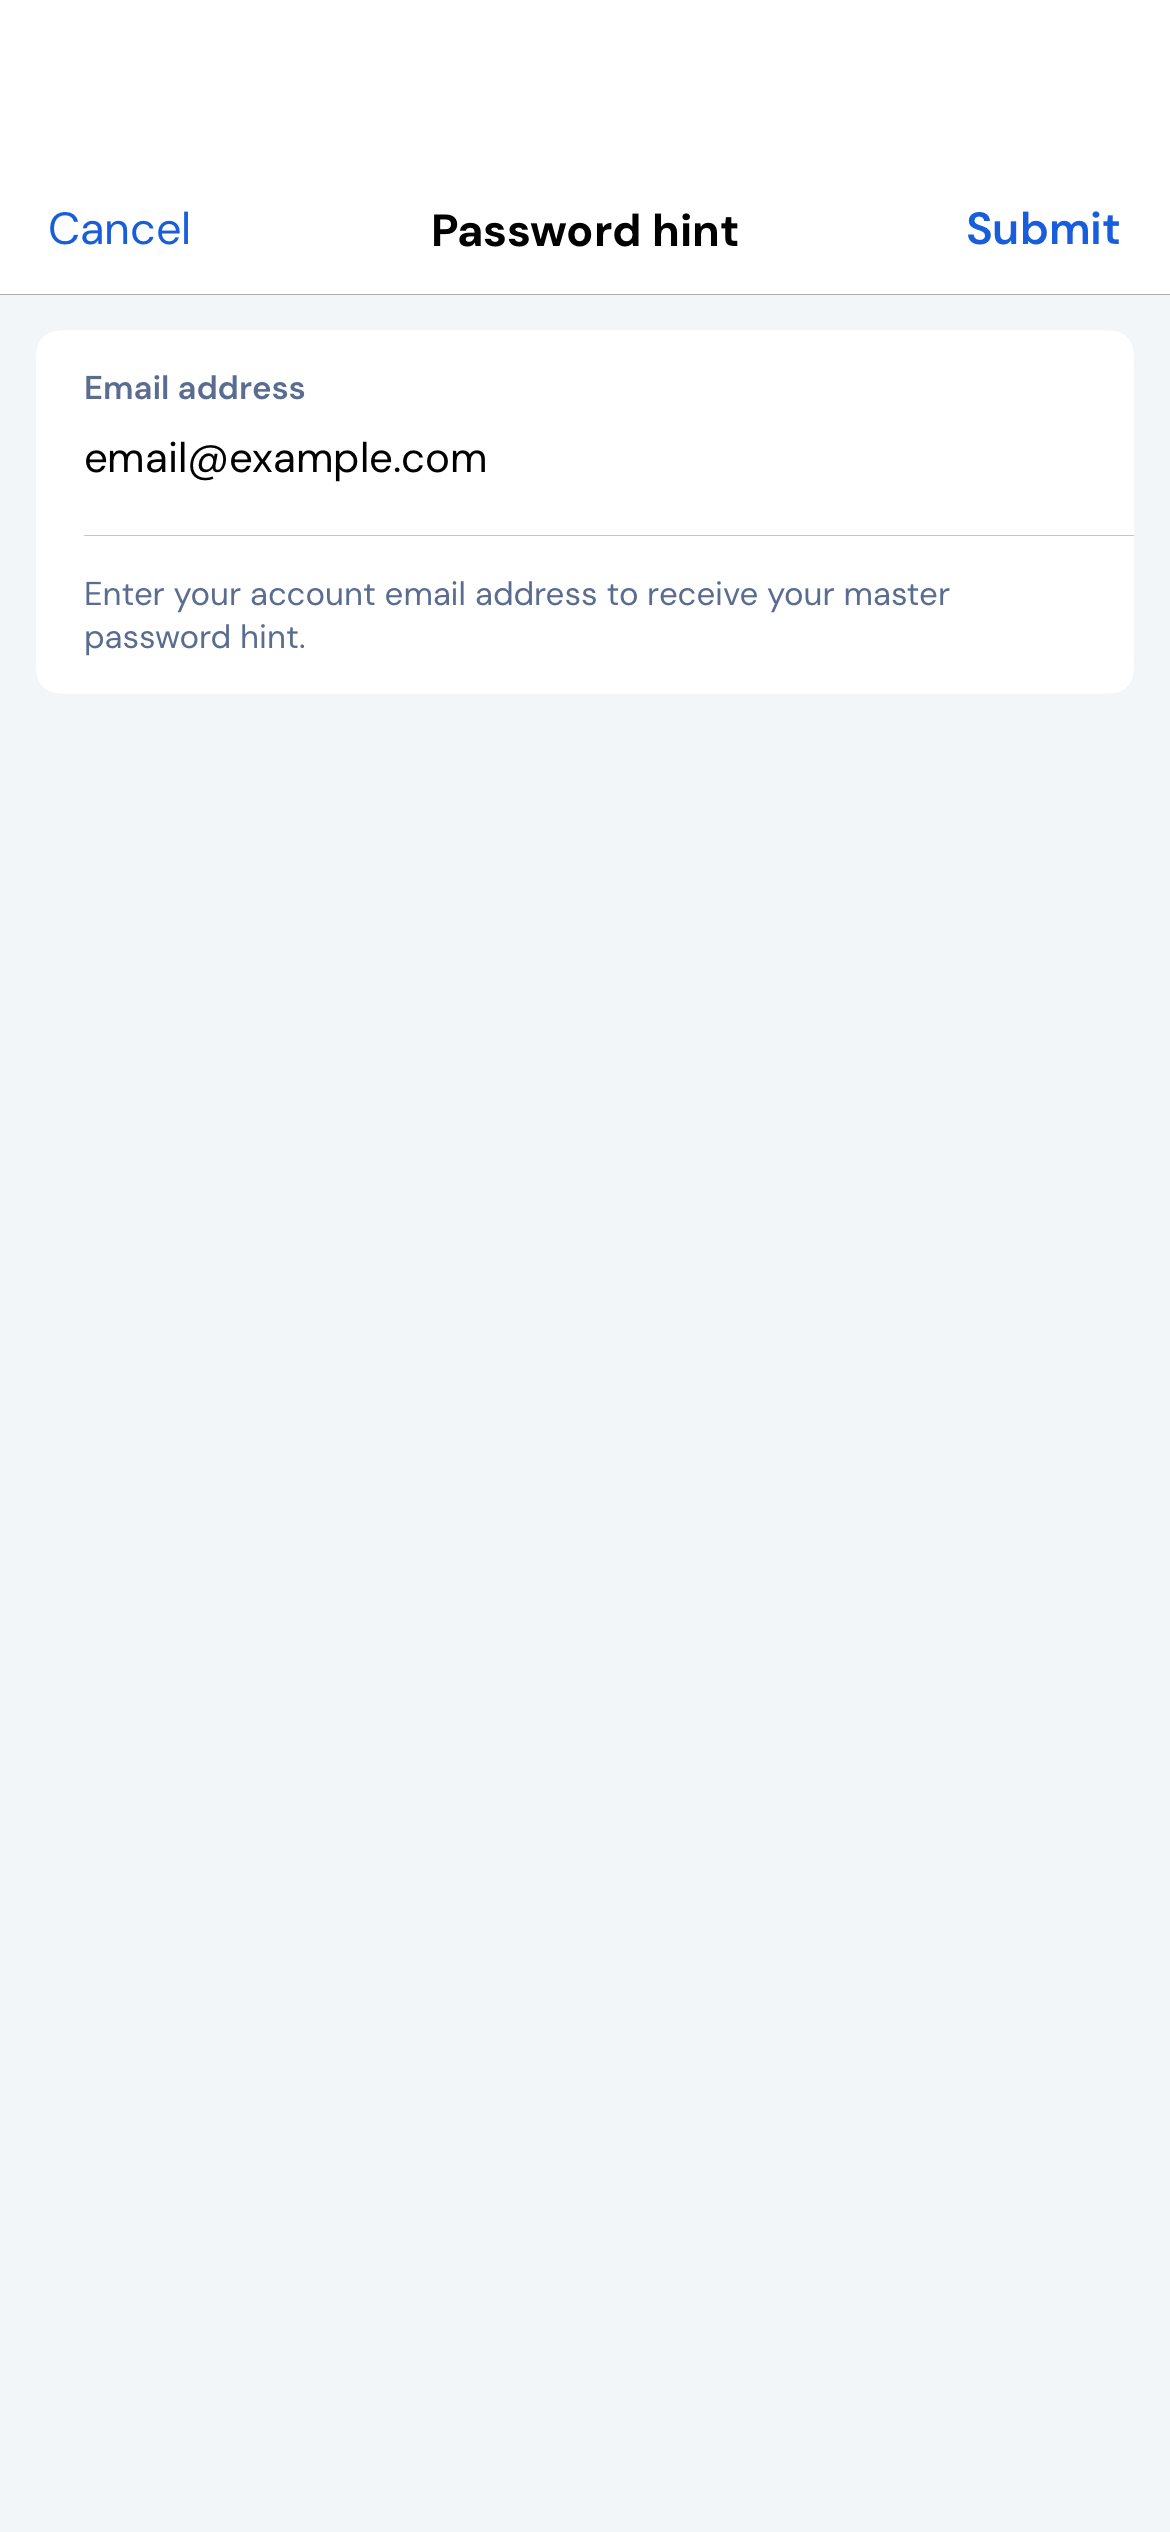 Cancel Password hint Submit
Email address
email@example.com
Enter your account email address to receive your master
password hint.